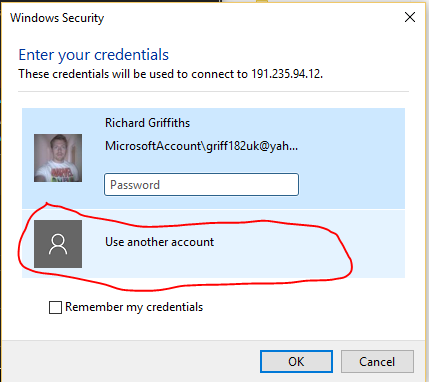 Windows Security
Enter your credentials
These credentials will be used to connect to 191.235.94.12.
Richard Griffiths
MicrosoftAccount\griff182uk@yah...
Password
Use another account
Remember my credentials
OK
Cancel